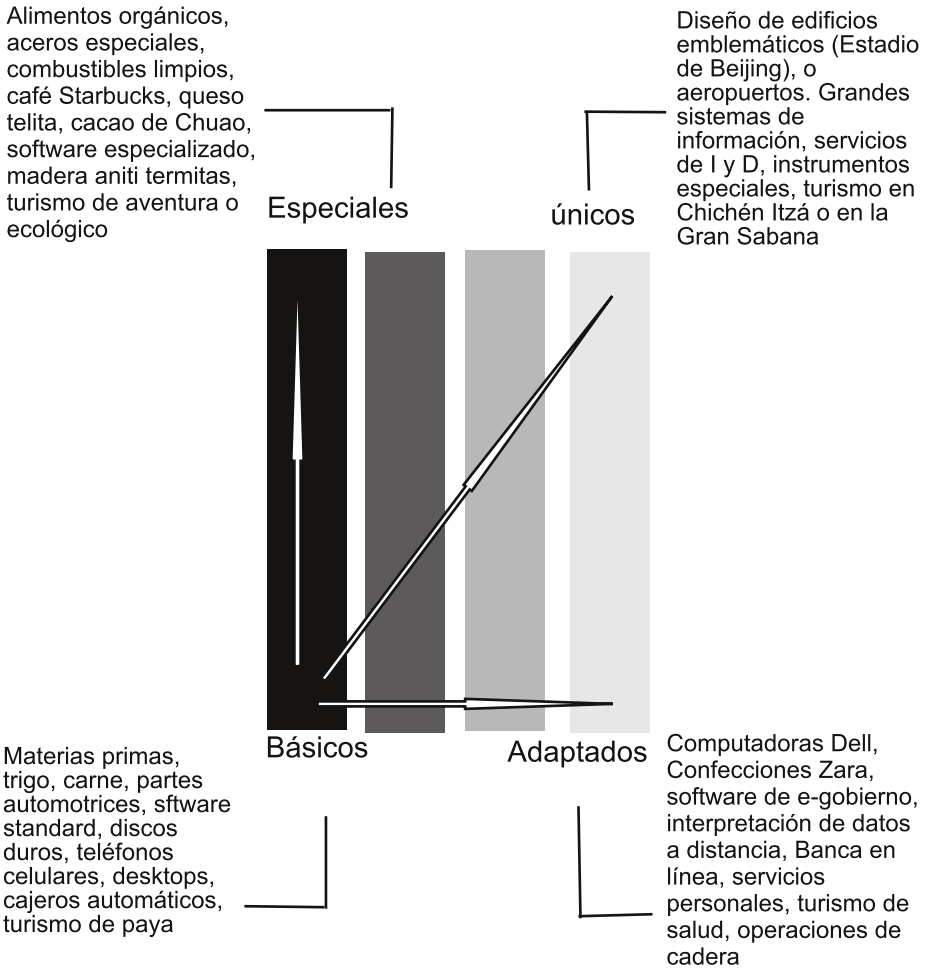 Alimentos orgánicos,
aceros especiales,
combustibles limpios,
café Starbucks, queso
telita, cacao de Chuao,
software especializado,
madera aniti termitas,
turismo de aventura o
ecológico
Diseño de edificios
emblemáticos (Estadio
de Beijing), o
aeropuertos. Grandes
sistemas de
información, servicios
de I y D, instrumentos
especiales, turismo en
Chichén Itzá o en la
Gran Sabana
Especiales
únicos
Básicos
Adaptados
Materias primas,
trigo, carne, partes
automotrices, sftware
standard, discos
duros, teléfonos
celulares, desktops,
cajeros automáticos,
turismo de paya
Computadoras Dell,
Confecciones Zara,
software de e-gobierno,
interpretación de datos
a distancia, Banca en
línea, servicios
personales, turismo de
salud, operaciones de
cadera